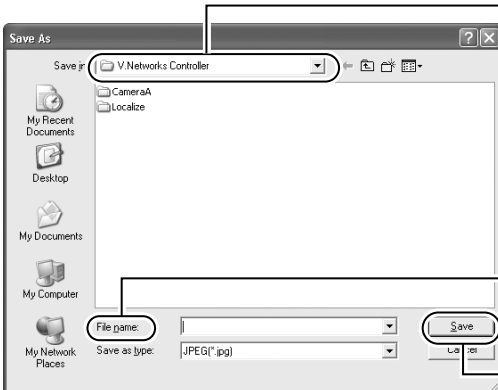 Save As
Save in: V.Networks Controller
CameraA
Localize
My Recent
Documents
Desktop
My Documents
My Computer
My Network
Places
File name:
Save
Save as type: JPEG(*.jpg)
Cancel